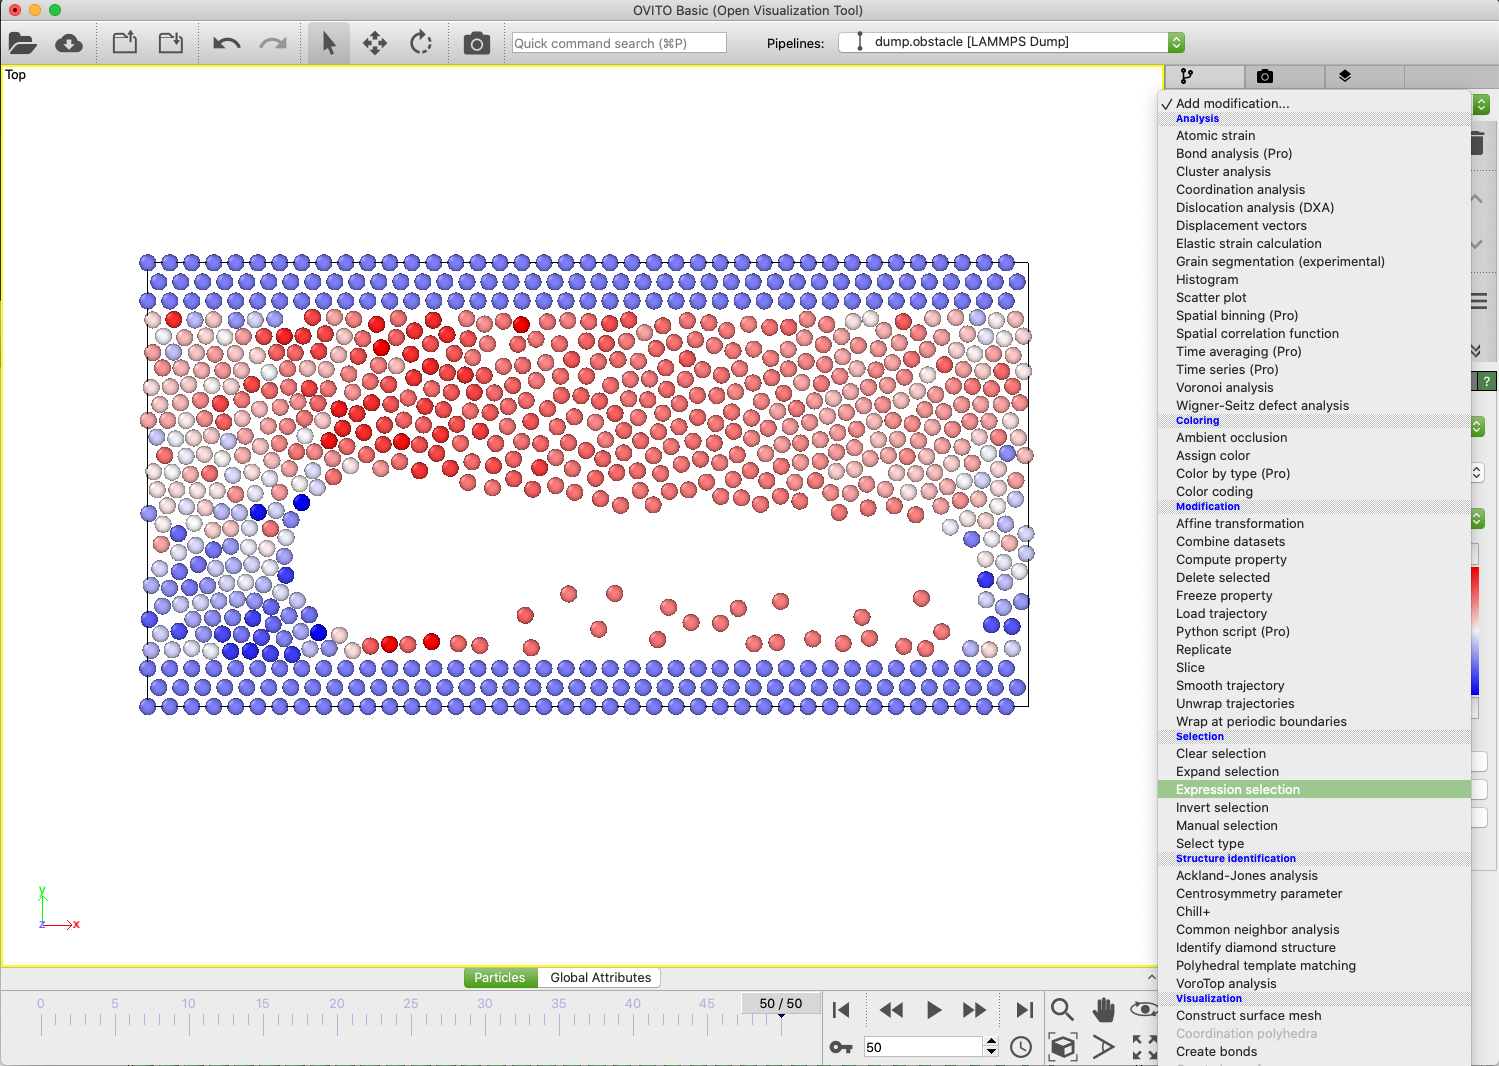 OVITO Basic (Open Visualization Tool)
Quick command search (⌘P)
Pipelines:
dump.obstacle [LAMMPS Dump]
Top
✓ Add modification...
Analysis
Atomic strain
Bond analysis (Pro)
Cluster analysis
Coordination analysis
Dislocation analysis (DXA)
Displacement vectors
Elastic strain calculation
Grain segmentation (experimental)
Histogram
Scatter plot
Spatial binning (Pro)
Spatial correlation function
Time averaging (Pro)
Time series (Pro)
Voronoi analysis
Wigner-Seitz defect analysis
Coloring
Ambient occlusion
Assign color
Color by type (Pro)
Color coding
Modification
Affine transformation
Combine datasets
Compute property
Delete selected
Freeze property
Load trajectory
Python script (Pro)
Replicate
Slice
Smooth trajectory
Unwrap trajectories
Wrap at periodic boundaries
Selection
Clear selection
Expand selection
Expression selection
Invert selection
Manual selection
Select type
Structure identification
Ackland-Jones analysis
Centrosymmetry parameter
Chill+
Common neighbor analysis
Identify diamond structure
Polyhedral template matching
VoroTop analysis
Visualization
Construct surface mesh
Coordination polyhedra
Create bonds
?
y
z x
Particles Global Attributes
0 5 10 15 20 25 30 35 40 45 50 / 50
50